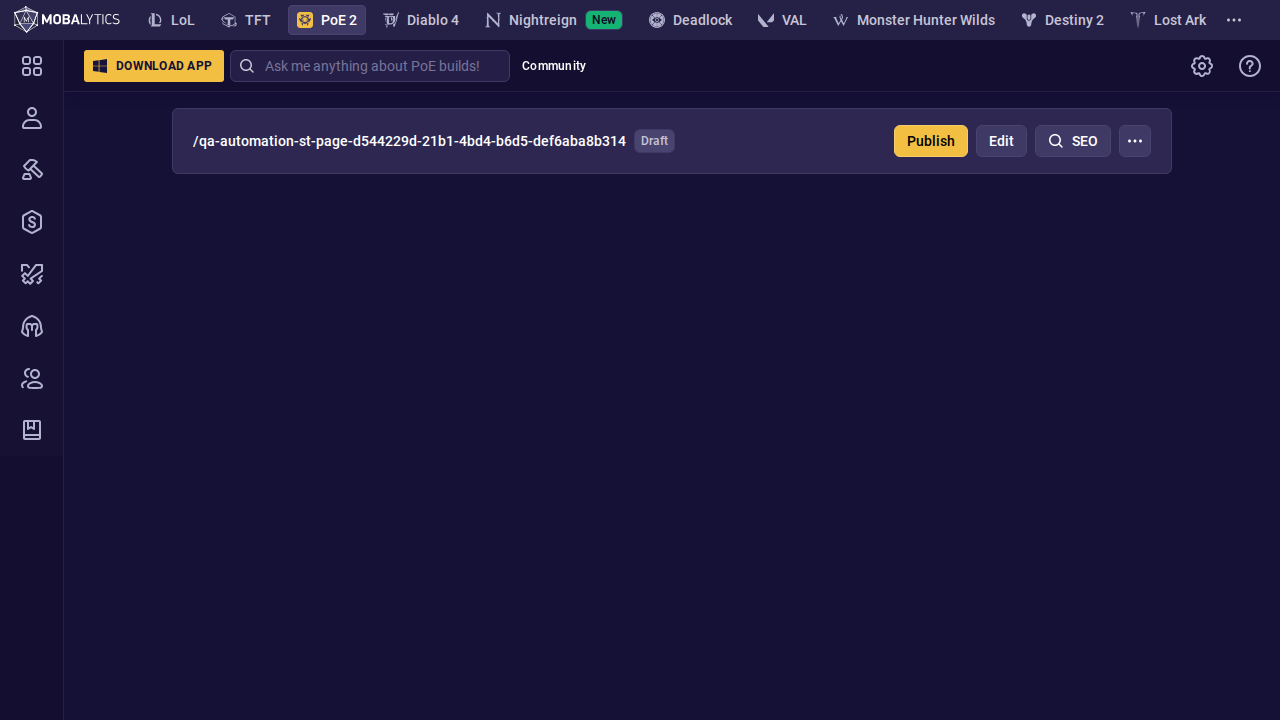 MOBALYTICS LoL TFT PoE 2 Diablo 4 Nightreign New Deadlock VAL Monster Hunter Wilds Destiny 2 Lost Ark
DOWNLOAD APP Ask me anything about PoE builds! Community
/qa-automation-st-page-d544229d-21b1-4bd4-b6d5-def6aba8b314 Draft Publish Edit SEO